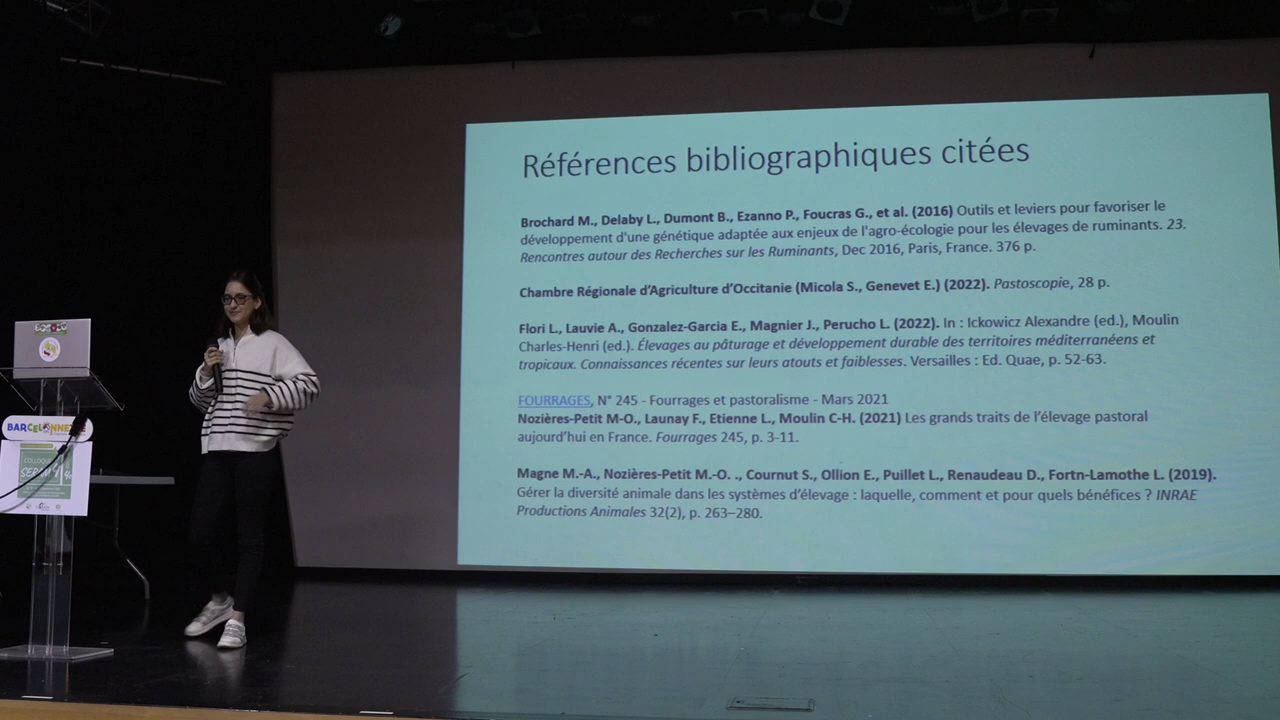 Références bibliographiques citées
Brochard M., Delaby L., Dumont B., Ezanno P., Foucras G., et al. (2016) Outils et leviers pour favoriser le
développement d'une génétique adaptée aux enjeux de l'agro-écologie pour les élevages de ruminants. 23.
Rencontres autour des Recherches sur les Ruminants, Dec 2016, Paris, France. 376 p.
Chambre Régionale d'Agriculture d'Occitanie (Micola S., Genevet E.) (2022). Pastoscopie, 28 p.
Flori L., Lauvie A., Gonzalez-Garcia E., Magnier J., Perucho L. (2022). In : Ickowicz Alexandre (ed.), Moulin
Charles-Henri (ed.). Élevages au pâturage et développement durable des territoires méditerranéens et
tropicaux. Connaissances récentes sur leurs atouts et faiblesses. Versailles : Ed. Quae, p. 52-63.
FOURRAGES, N° 245 - Fourrages et pastoralisme - Mars 2021
Nozières-Petit M-O., Launay F., Etienne L., Moulin C-H. (2021) Les grands traits de l'élevage pastoral
aujourd'hui en France. Fourrages 245, p. 3-11.
Magne M.-A., Nozières-Petit M.-O. ., Cournut S., Ollion E., Puillet L., Renaudeau D., Fortn-Lamothe L. (2019).
Gérer la diversité animale dans les systèmes d'élevage : laquelle, comment et pour quels bénéfices ? INRAE
Productions Animales 32(2), p. 263–280.